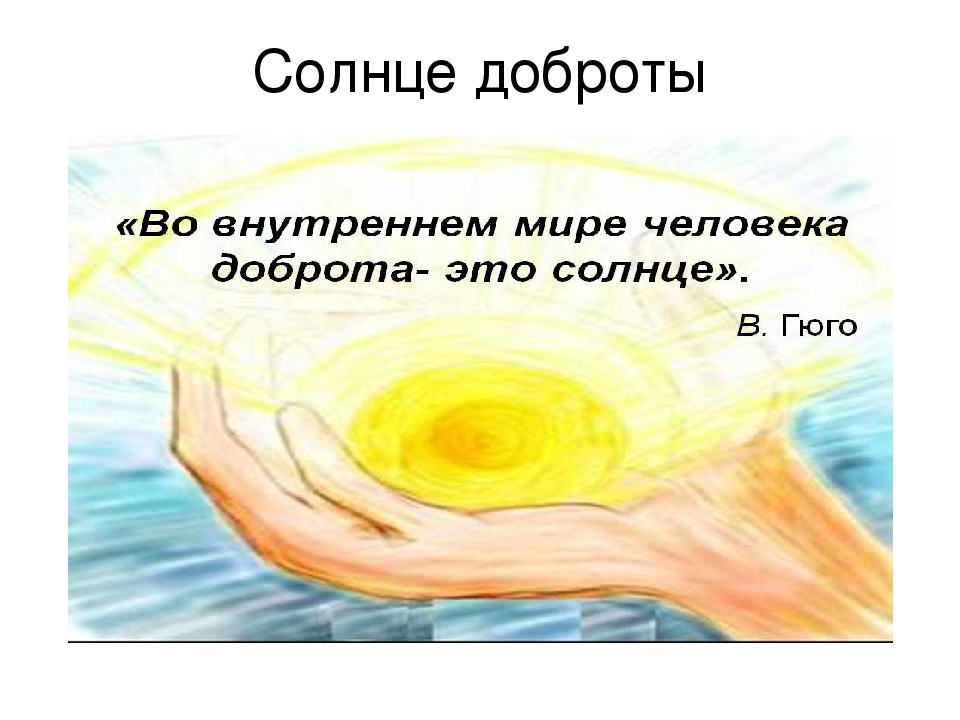 Солнце доброты
«Во внутреннем мире человека
доброта- это солнце».
В. Гюго